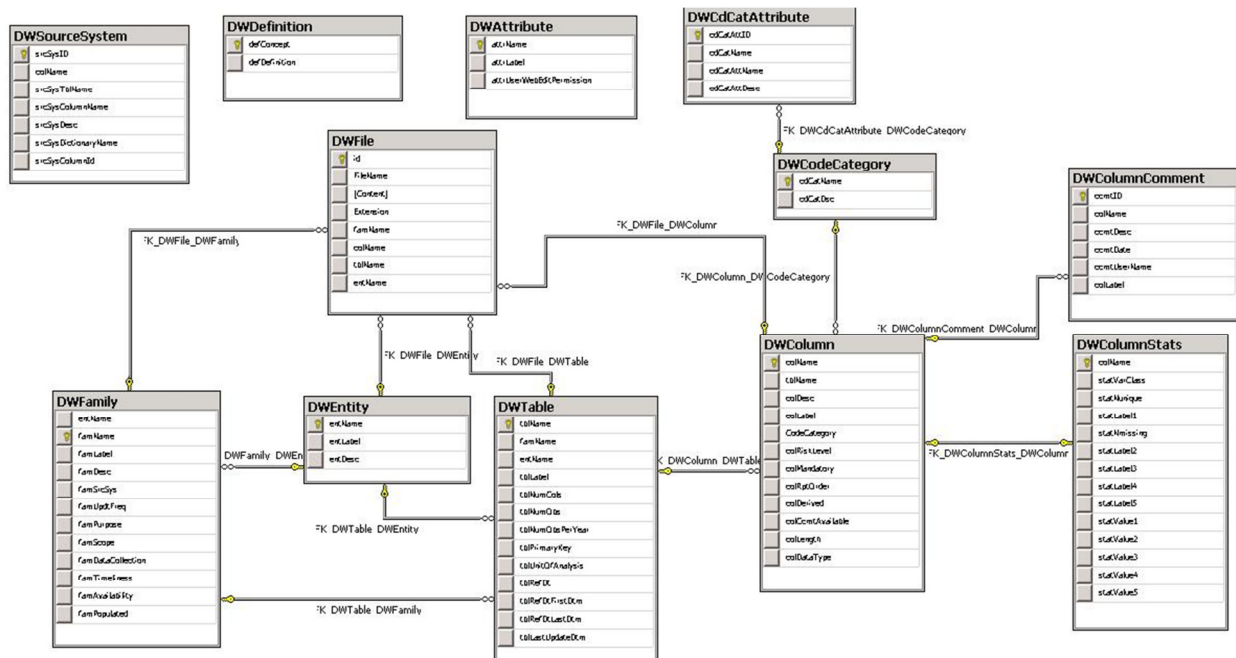 DWSourceSystem
srcSysID
colName
srcSysTblName
srcSysColumnName
srcSysDesc
srcSysDictionaryName
srcSysColumnId
DWDefinition
defConcept
defDefinition
DWAttribute
attrName
attrLabel
attrUserWebEditPermission
DWCdCatAttribute
cdCatAttID
cdCatName
cdCatAttName
cdCatAttDesc
FK_DWCdCatAttribute_DWCodeCategory
DWFile
id
FileName
[Content]
Extension
famName
colName
tblName
entName
DWCodeCategory
cdCatName
cdCatDsc
DWColumnComment
ccmtID
colName
ccmtDesc
ccmtDate
ccmtUserName
colLabel
FK_DWFile_DWFamily
FK_DWFile_DWColumn
FK_DWColumn_DWCodeCategory
FK_DWColumnComment_DWColumn
FK_DWFile_DWEntity
FK_DWFile_DWTable
DWFamily
entName
famName
famLabel
famDesc
famSrcSys
famUpdtFreq
famPurpose
famScope
famDataCollection
famTimeliness
famAvailability
famPopulated
DWFamily_DWEn
DWEntity
entName
entLabel
entDesc
FK_DWTable_DWEntity
FK_DWTable_DWFamily
DWTable
tblName
famName
entName
tblLabel
tblNumCols
tblNumObs
tblNumObsPerYear
tblPrimaryKey
tblUnitOfAnalysis
tblRefDt
tblRefDtFirstDtm
tblRefDtLastDtm
tblLastUpdateDtm
K_DWColumn_DWTable
DWColumn
colName
tblName
colDesc
colLabel
CodeCategory
colRiskLevel
colMandatory
colRptOrder
colDerived
colCcmtAvailable
colLength
colDataType
FK_DWColumnStats_DWColumn
DWColumnStats
colName
statVarClass
statNunique
statLabel1
statNmissing
statLabel2
statLabel3
statLabel4
statLabel5
statValue1
statValue2
statValue3
statValue4
statValue5